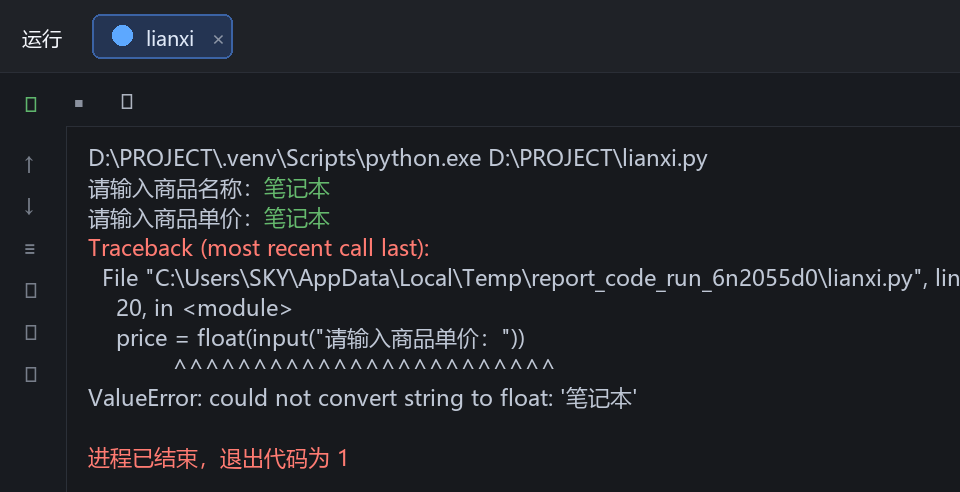 运行
lianxi ×
D:\PROJECT\.venv\Scripts\python.exe D:\PROJECT\lianxi.py
请输入商品名称：笔记本
请输入商品单价：笔记本
Traceback (most recent call last):
File "C:\Users\SKY\AppData\Local\Temp\report_code_run_6n2055d0\lianxi.py", lin
20, in <module>
price = float(input("请输入商品单价："))
^^^^^^^^^^^^^^^^^^^^^^^^
ValueError: could not convert string to float: '笔记本'
进程已结束，退出代码为 1